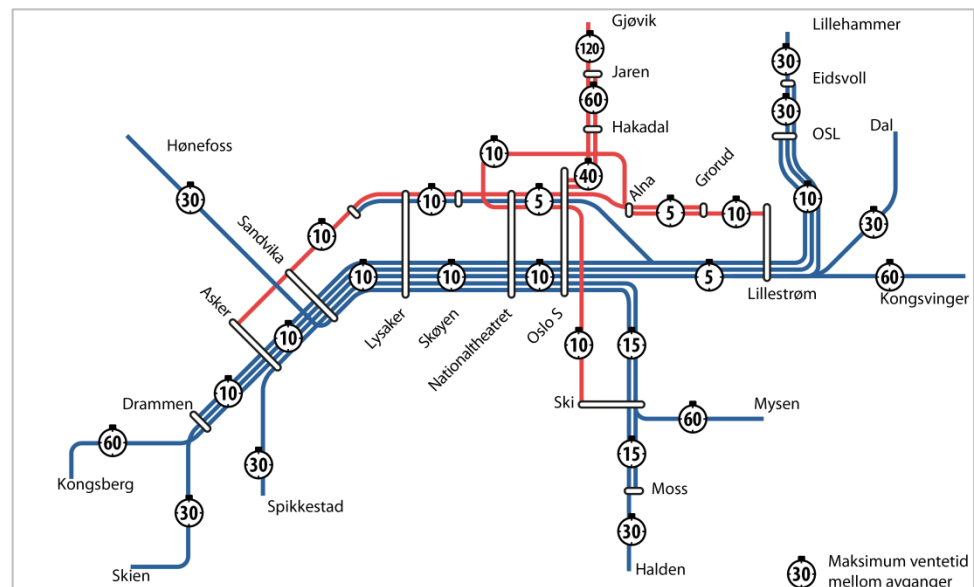 Gjøvik
Lillehammer
120
30
Jaren
Eidsvoll
60
30
Hakadal
OSL
Dal
Hønefoss
10
40
Alna
Grorud
30
10
5
5
10
10
30
Sandvika
10
10
10
10
5
60
Asker
Lysaker
Skøyen
Nationaltheatret
Oslo S
Lillestrøm
Kongsvinger
10
10
15
10
Drammen
Ski
Mysen
60
60
30
15
Kongsberg
Spikkestad
Moss
30
30
Skien
Halden
30
Maksimum ventetid
mellom avganger